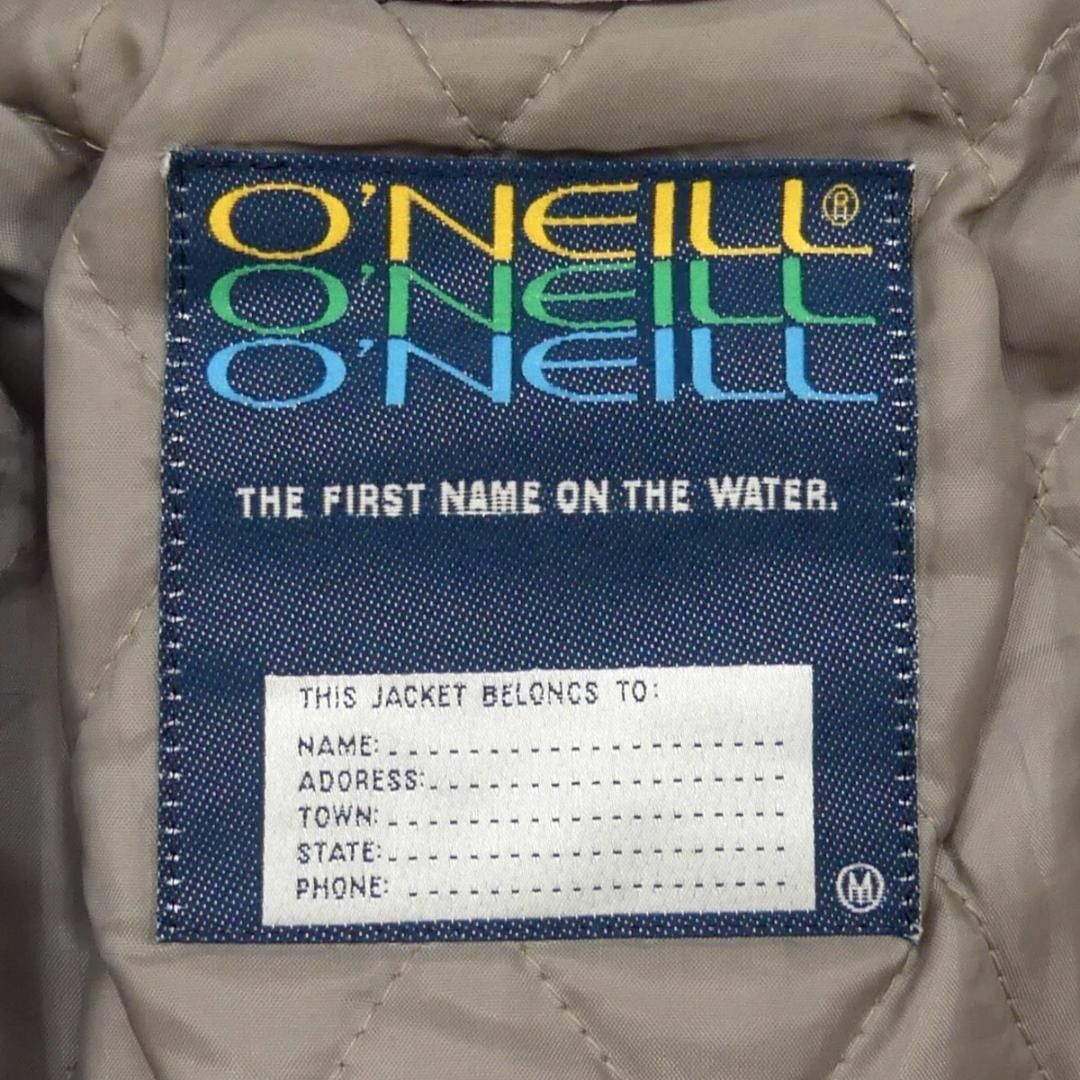 O'NEILL®
O'NEILL
O'NEILL
THE FIRST NAME ON THE WATER.
THIS JACKET BELONGS TO:
NAME:
ADDRESS:
TOWN:
STATE:
PHONE:
M